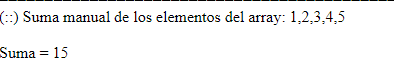 (::) Suma manual de los elementos del array: 1,2,3,4,5
Suma = 15